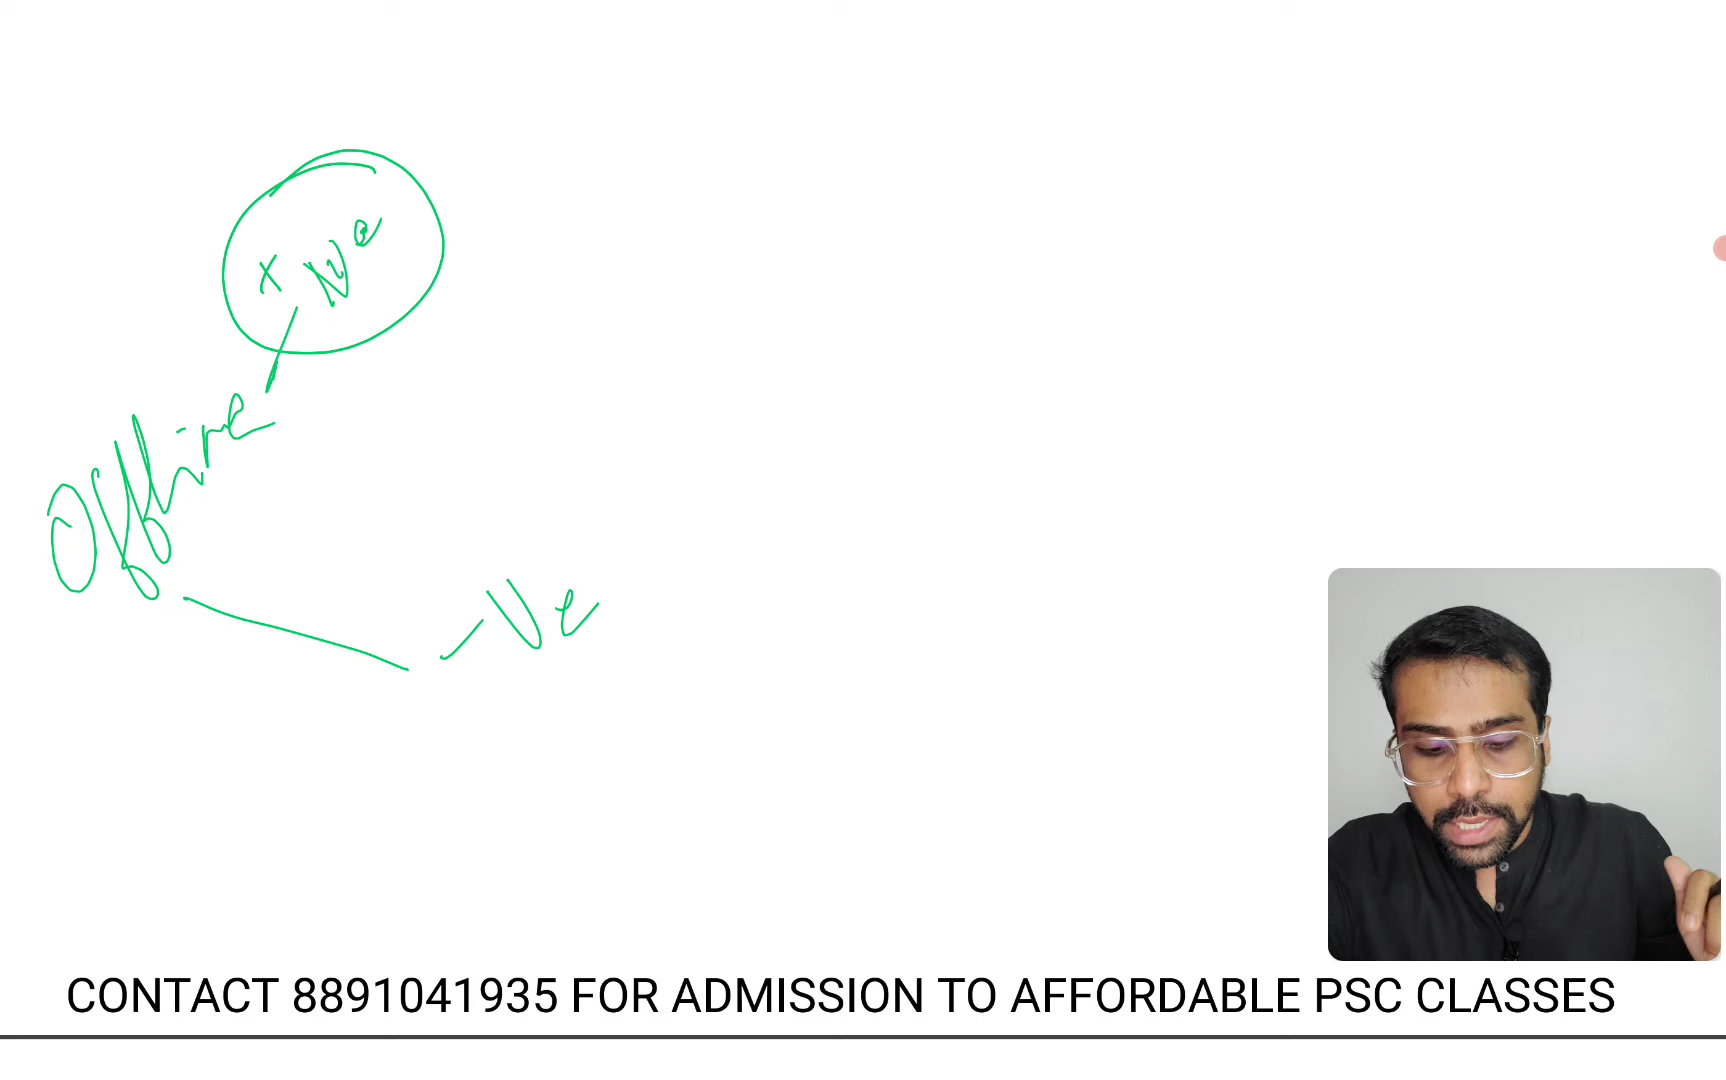 +ve
Offline
-ve
CONTACT 8891041935 FOR ADMISSION TO AFFORDABLE PSC CLASSES